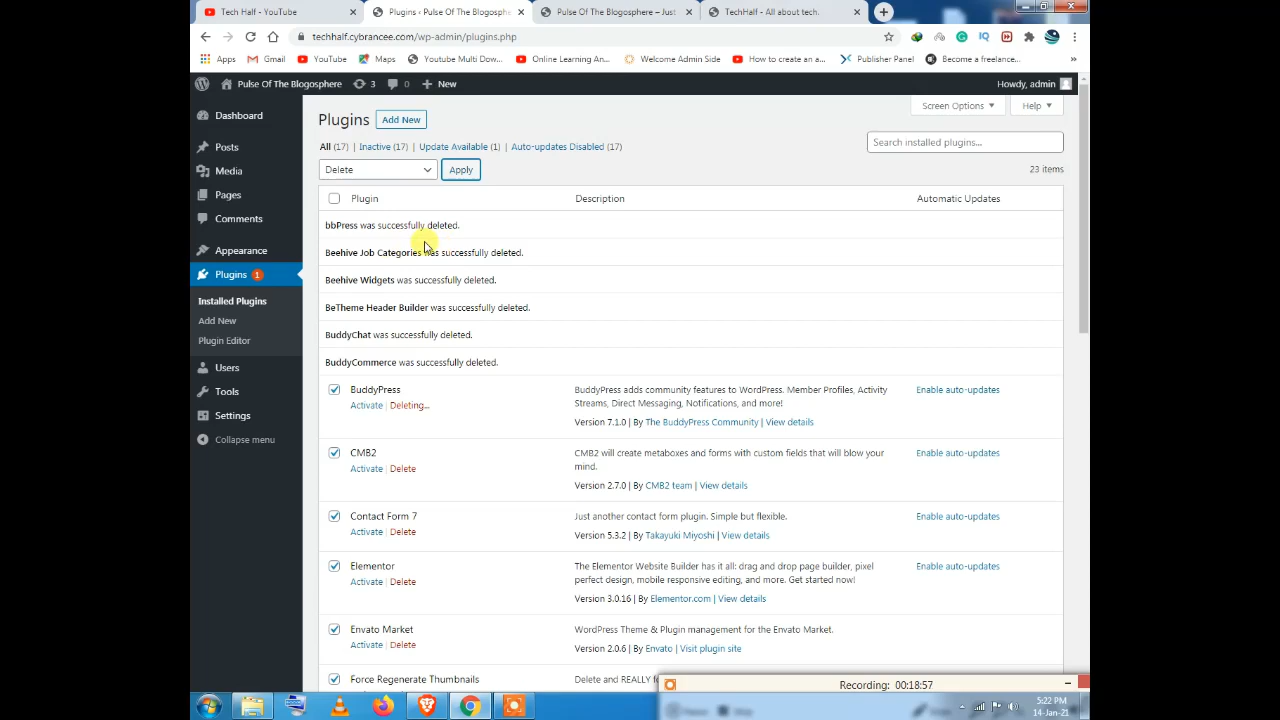 Tech Half - YouTube
Plugins ‹ Pulse Of The Blogosphe
Pulse Of The Blogosphere – Just
TechHalf - All about tech.
techhalf.cybrancee.com/wp-admin/plugins.php
Apps
Gmail
YouTube
Maps
Youtube Multi Dow...
Online Learning An...
Welcome Admin Side
How to create an a...
Publisher Panel
Become a freelance...
Pulse Of The Blogosphere
3
0
New
Howdy, admin
Dashboard
Posts
Media
Pages
Comments
Appearance
Plugins 1
Installed Plugins
Add New
Plugin Editor
Users
Tools
Settings
Collapse menu
Screen Options
Help
Plugins
Add New
All (17) | Inactive (17) | Update Available (1) | Auto-updates Disabled (17)
Search installed plugins...
Delete
Apply
23 items
Plugin
Description
Automatic Updates
bbPress was successfully deleted.
Beehive Job Categories was successfully deleted.
Beehive Widgets was successfully deleted.
BeTheme Header Builder was successfully deleted.
BuddyChat was successfully deleted.
BuddyCommerce was successfully deleted.
BuddyPress
Activate | Deleting...
BuddyPress adds community features to WordPress. Member Profiles, Activity
Streams, Direct Messaging, Notifications, and more!
Version 7.1.0 | By The BuddyPress Community | View details
Enable auto-updates
CMB2
Activate | Delete
CMB2 will create metaboxes and forms with custom fields that will blow your
mind.
Version 2.7.0 | By CMB2 team | View details
Enable auto-updates
Contact Form 7
Activate | Delete
Just another contact form plugin. Simple but flexible.
Version 5.3.2 | By Takayuki Miyoshi | View details
Enable auto-updates
Elementor
Activate | Delete
The Elementor Website Builder has it all: drag and drop page builder, pixel
perfect design, mobile responsive editing, and more. Get started now!
Version 3.0.16 | By Elementor.com | View details
Enable auto-updates
Envato Market
Activate | Delete
WordPress Theme & Plugin management for the Envato Market.
Version 2.0.6 | By Envato | Visit plugin site
Force Regenerate Thumbnails
Delete and REALLY f
Recording: 00:18:57
5:22 PM
14-Jan-21